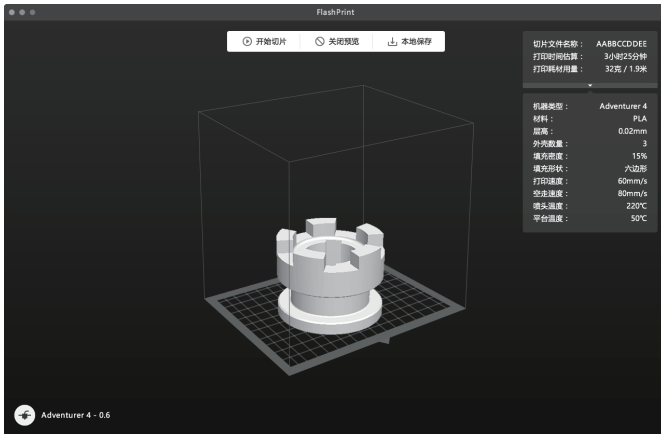 FlashPrint
开始切片 关闭预览 本地保存
切片文件名称： AABBCCDDEE
打印时间估算： 3小时25分钟
打印耗材用量： 32克 / 1.9米
机器类型： Adventurer 4
材料： PLA
层高： 0.02mm
外壳数量： 3
填充密度： 15%
填充形状： 六边形
打印速度： 60mm/s
空走速度： 80mm/s
喷头温度： 220℃
平台温度： 50℃
Adventurer 4 - 0.6